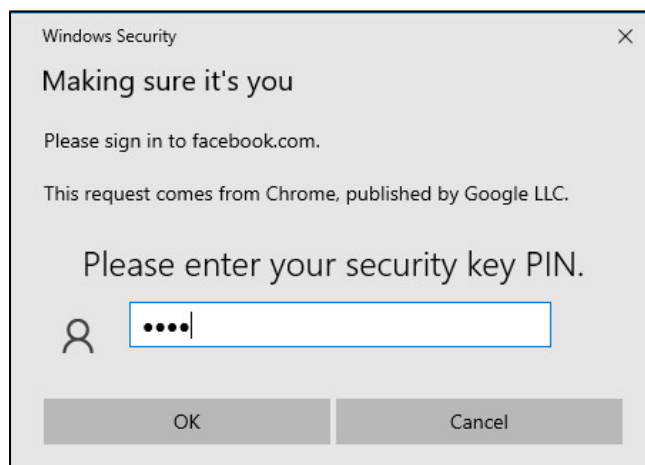 Windows Security
Making sure it's you
Please sign in to facebook.com.
This request comes from Chrome, published by Google LLC.
Please enter your security key PIN.
••••
OK
Cancel